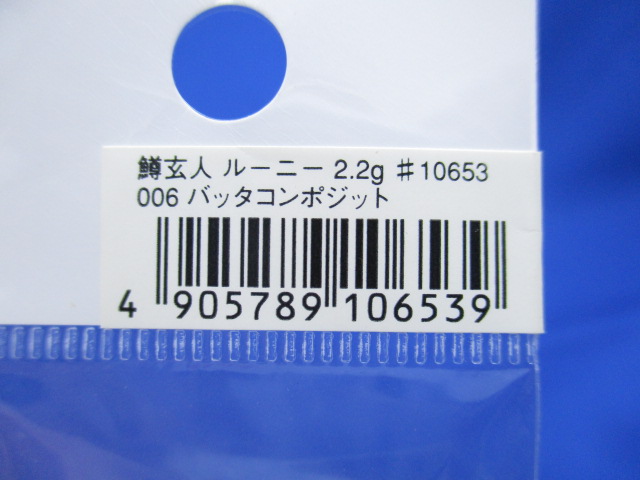 鱒玄人 ルーニー 2.2g ♯10653
006 バッタコンポジット
4 905789 106539